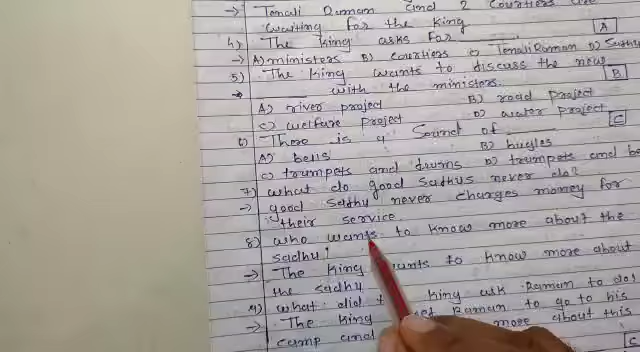 → Tenali Raman and 2 courtiers are
waiting for the king
4) The king asks for ______ [A]
→ A) ministers B) courtiers c) Tenali Raman D) Sadhu
5) The king wants to discuss the new
______ with the ministers. [B]
A) river project B) road project
c) welfare project D) water project
6) There is a sound of ______ [C]
A) bells B) bugles
c) trumpets and drums D) trumpets and be
7) what do good sadhus never do?
→ good sadhu never charges money for
their service
8) who wants to know more about the
sadhu?
→ The king wants to know more about
the sadhu
9) what did the king ask Raman to do?
→ The king Raman to go to his
camp and more about this